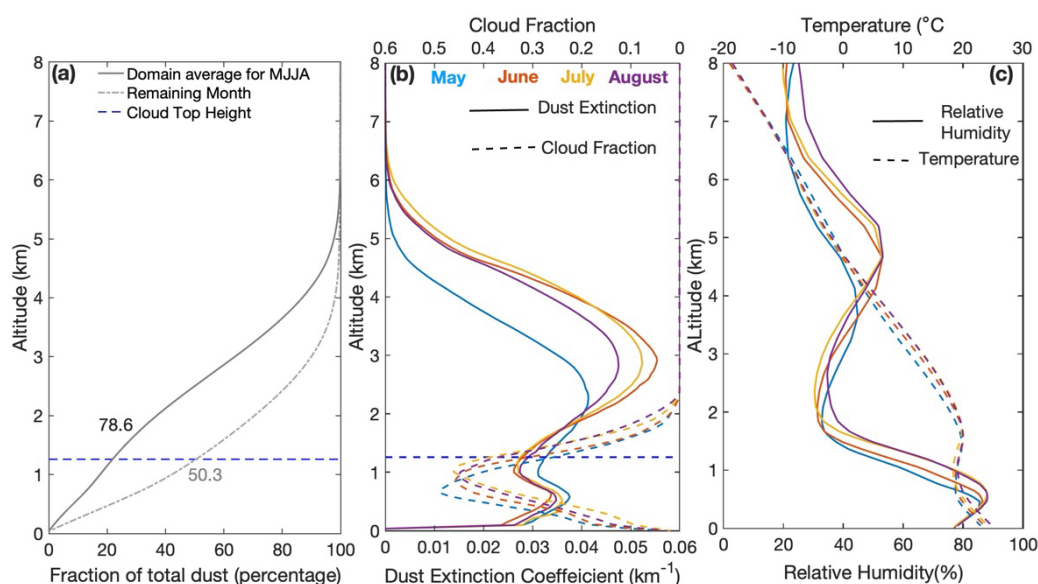 (a)
Domain average for MJJA
Remaining Month
Cloud Top Height
8
7
6
5
4
3
2
1
0
Altitude (km)
78.6
50.3
0 20 40 60 80 100
Fraction of total dust (percentage)
Cloud Fraction
0.6 0.5 0.4 0.3 0.2 0.1 0
(b)
May June July August
Dust Extinction
Cloud Fraction
8
7
6
5
4
3
2
1
0
Altitude (km)
0 0.01 0.02 0.03 0.04 0.05 0.06
Dust Extinction Coeffeicient (km-1)
Temperature (°C
-20 -10 0 10 20 30
(c)
Relative
Humidity
Temperature
8
7
6
5
4
3
2
1
0
ALtitude (km)
0 20 40 60 80 100
Relative Humidity(%)